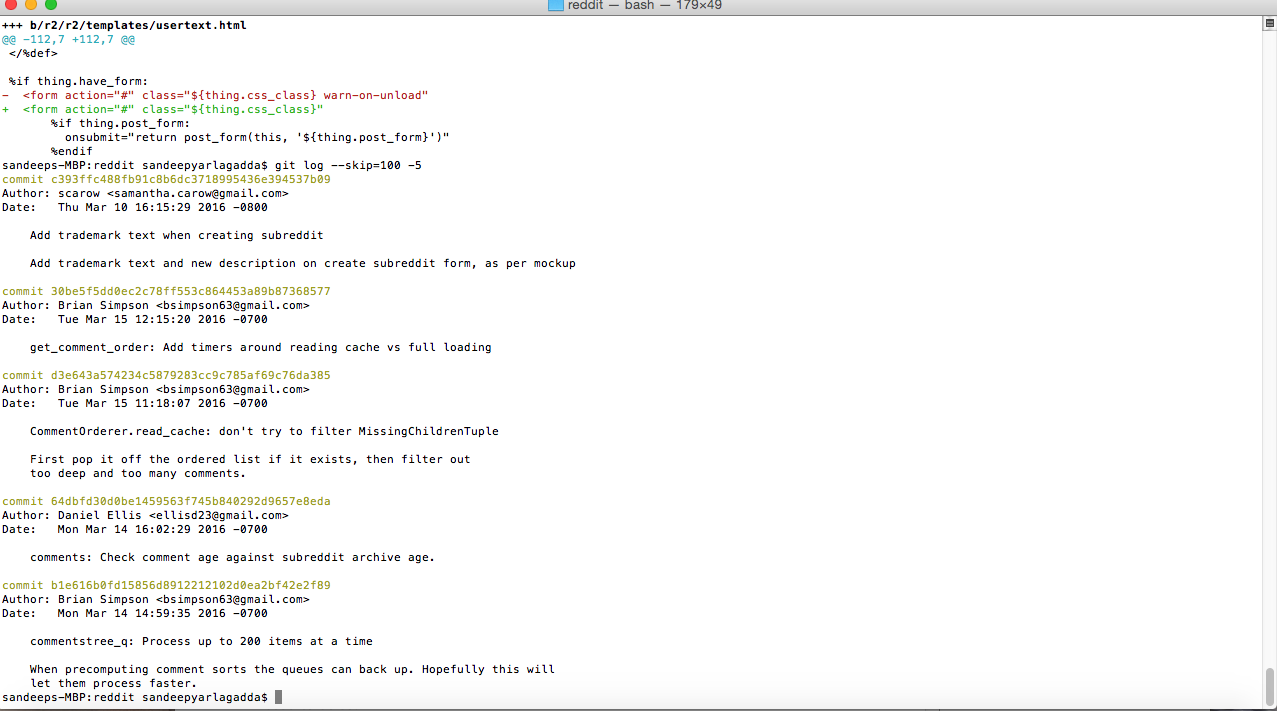 reddit — bash — 179×49
+++ b/r2/r2/templates/usertext.html
@@ -112,7 +112,7 @@
 </%def>

 %if thing.have_form:
-  <form action="#" class="${thing.css_class} warn-on-unload"
+  <form action="#" class="${thing.css_class}"
       %if thing.post_form:
         onsubmit="return post_form(this, '${thing.post_form}')"
       %endif
sandeeps-MBP:reddit sandeepyarlagadda$ git log --skip=100 -5
commit c393ffc488fb91c8b6dc3718995436e394537b09
Author: scarow <samantha.carow@gmail.com>
Date:   Thu Mar 10 16:15:29 2016 -0800

    Add trademark text when creating subreddit

    Add trademark text and new description on create subreddit form, as per mockup

commit 30be5f5dd0ec2c78ff553c864453a89b87368577
Author: Brian Simpson <bsimpson63@gmail.com>
Date:   Tue Mar 15 12:15:20 2016 -0700

    get_comment_order: Add timers around reading cache vs full loading

commit d3e643a574234c5879283cc9c785af69c76da385
Author: Brian Simpson <bsimpson63@gmail.com>
Date:   Tue Mar 15 11:18:07 2016 -0700

    CommentOrderer.read_cache: don't try to filter MissingChildrenTuple

    First pop it off the ordered list if it exists, then filter out
    too deep and too many comments.

commit 64dbfd30d0be1459563f745b840292d9657e8eda
Author: Daniel Ellis <ellisd23@gmail.com>
Date:   Mon Mar 14 16:02:29 2016 -0700

    comments: Check comment age against subreddit archive age.

commit b1e616b0fd15856d8912212102d0ea2bf42e2f89
Author: Brian Simpson <bsimpson63@gmail.com>
Date:   Mon Mar 14 14:59:35 2016 -0700

    commentstree_q: Process up to 200 items at a time

    When precomputing comment sorts the queues can back up. Hopefully this will
    let them process faster.
sandeeps-MBP:reddit sandeepyarlagadda$